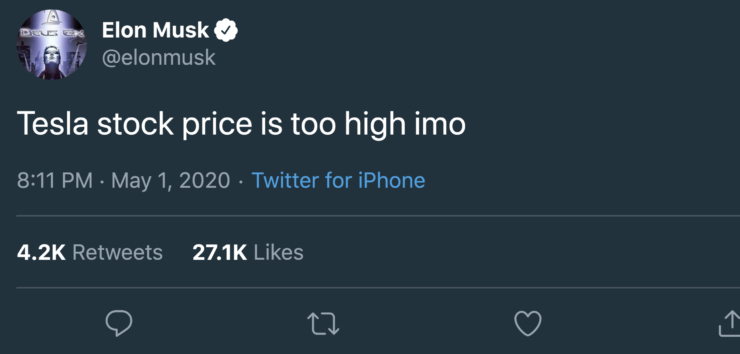 Elon Musk
@elonmusk
Tesla stock price is too high imo
8:11 PM · May 1, 2020 · Twitter for iPhone
4.2K Retweets 27.1K Likes